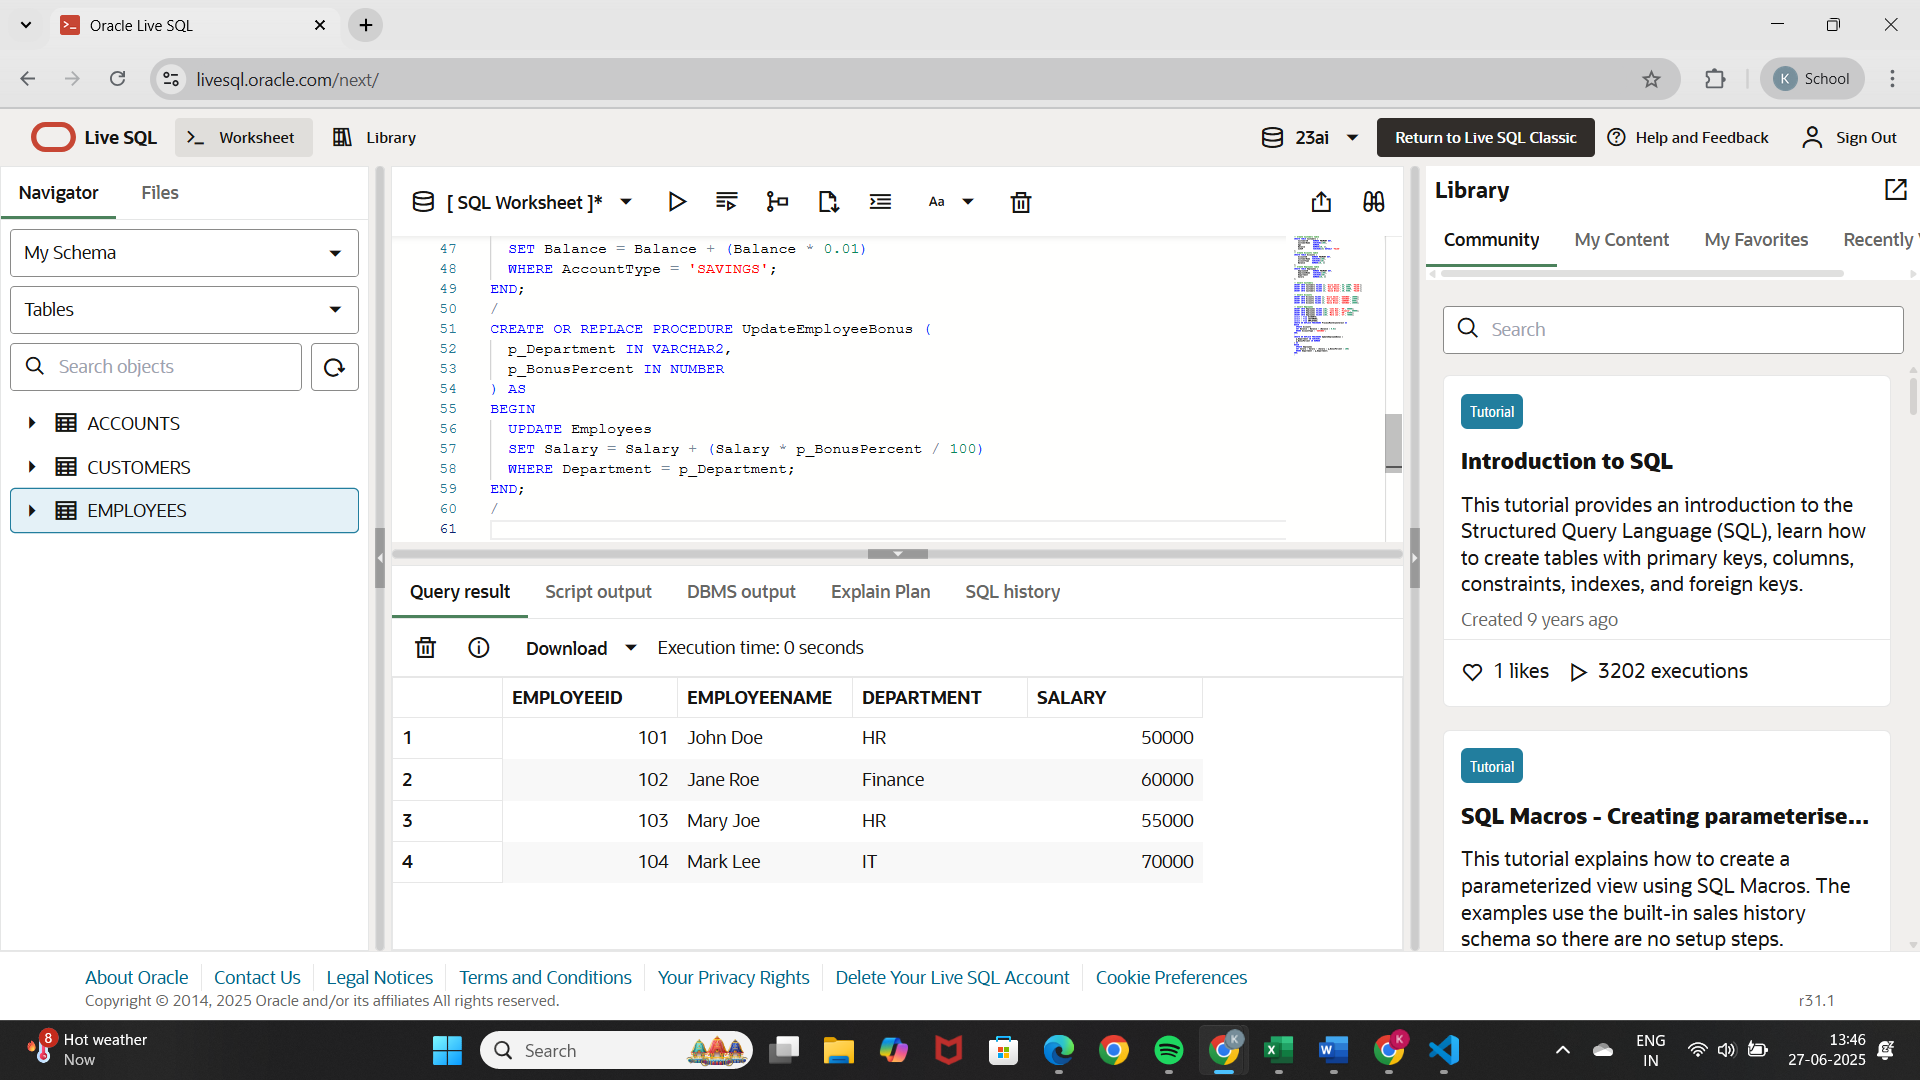 Oracle Live SQL
livesql.oracle.com/next/
K School
Live SQL
Worksheet
Library
23ai
Return to Live SQL Classic
Help and Feedback
Sign Out
Navigator
Files
My Schema
Tables
Search objects
ACCOUNTS
CUSTOMERS
EMPLOYEES
[ SQL Worksheet ]*
Aa
47 SET Balance = Balance + (Balance * 0.01)
48 WHERE AccountType = 'SAVINGS';
49 END;
50 /
51 CREATE OR REPLACE PROCEDURE UpdateEmployeeBonus (
52 p_Department IN VARCHAR2,
53 p_BonusPercent IN NUMBER
54 ) AS
55 BEGIN
56 UPDATE Employees
57 SET Salary = Salary + (Salary * p_BonusPercent / 100)
58 WHERE Department = p_Department;
59 END;
60 /
61
Query result
Script output
DBMS output
Explain Plan
SQL history
Download
Execution time: 0 seconds
EMPLOYEEID EMPLOYEENAME DEPARTMENT SALARY
1 101 John Doe HR 50000
2 102 Jane Roe Finance 60000
3 103 Mary Joe HR 55000
4 104 Mark Lee IT 70000
Library
Community
My Content
My Favorites
Recently
Search
Tutorial
Introduction to SQL
This tutorial provides an introduction to the
Structured Query Language (SQL), learn how
to create tables with primary keys, columns,
constraints, indexes, and foreign keys.
Created 9 years ago
1 likes 3202 executions
Tutorial
SQL Macros - Creating parameterise...
This tutorial explains how to create a
parameterized view using SQL Macros. The
examples use the built-in sales history
schema so there are no setup steps.
About Oracle
Contact Us
Legal Notices
Terms and Conditions
Your Privacy Rights
Delete Your Live SQL Account
Cookie Preferences
Copyright © 2014, 2025 Oracle and/or its affiliates All rights reserved.
r31.1
8
Hot weather
Now
Search
K
K
ENG
IN
13:46
27-06-2025